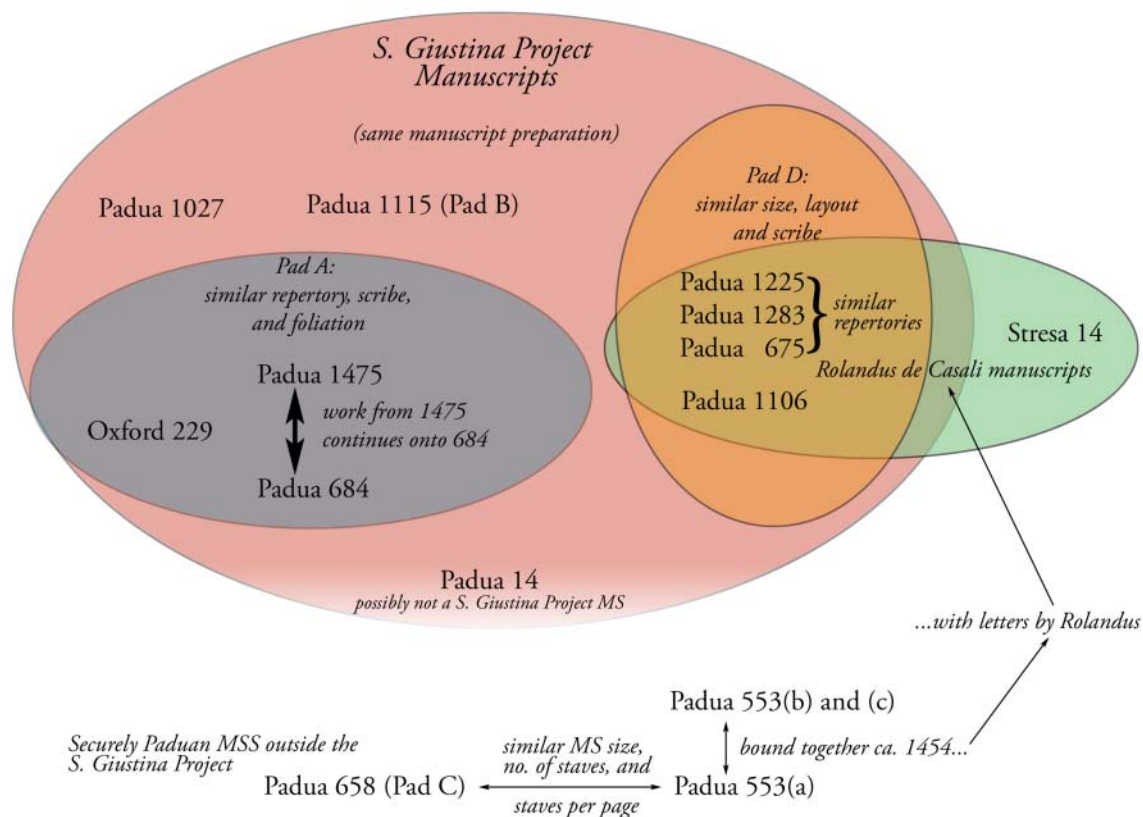 S. Giustina Project
Manuscripts
(same manuscript preparation)
Padua 1027
Padua 1115 (Pad B)
Pad D:
similar size, layout
and scribe
Pad A:
similar repertory, scribe,
and foliation
Padua 1475
work from 1475
continues onto 684
Oxford 229
Padua 684
Padua 1225
Padua 1283
Padua 675
similar
repertories
Stresa 14
Rolandus de Casali manuscripts
Padua 1106
Padua 14
possibly not a S. Giustina Project MS
...with letters by Rolandus
Padua 553(b) and (c)
Securely Paduan MSS outside the
S. Giustina Project
similar MS size,
no. of staves, and
staves per page
bound together ca. 1454...
Padua 658 (Pad C)
Padua 553(a)